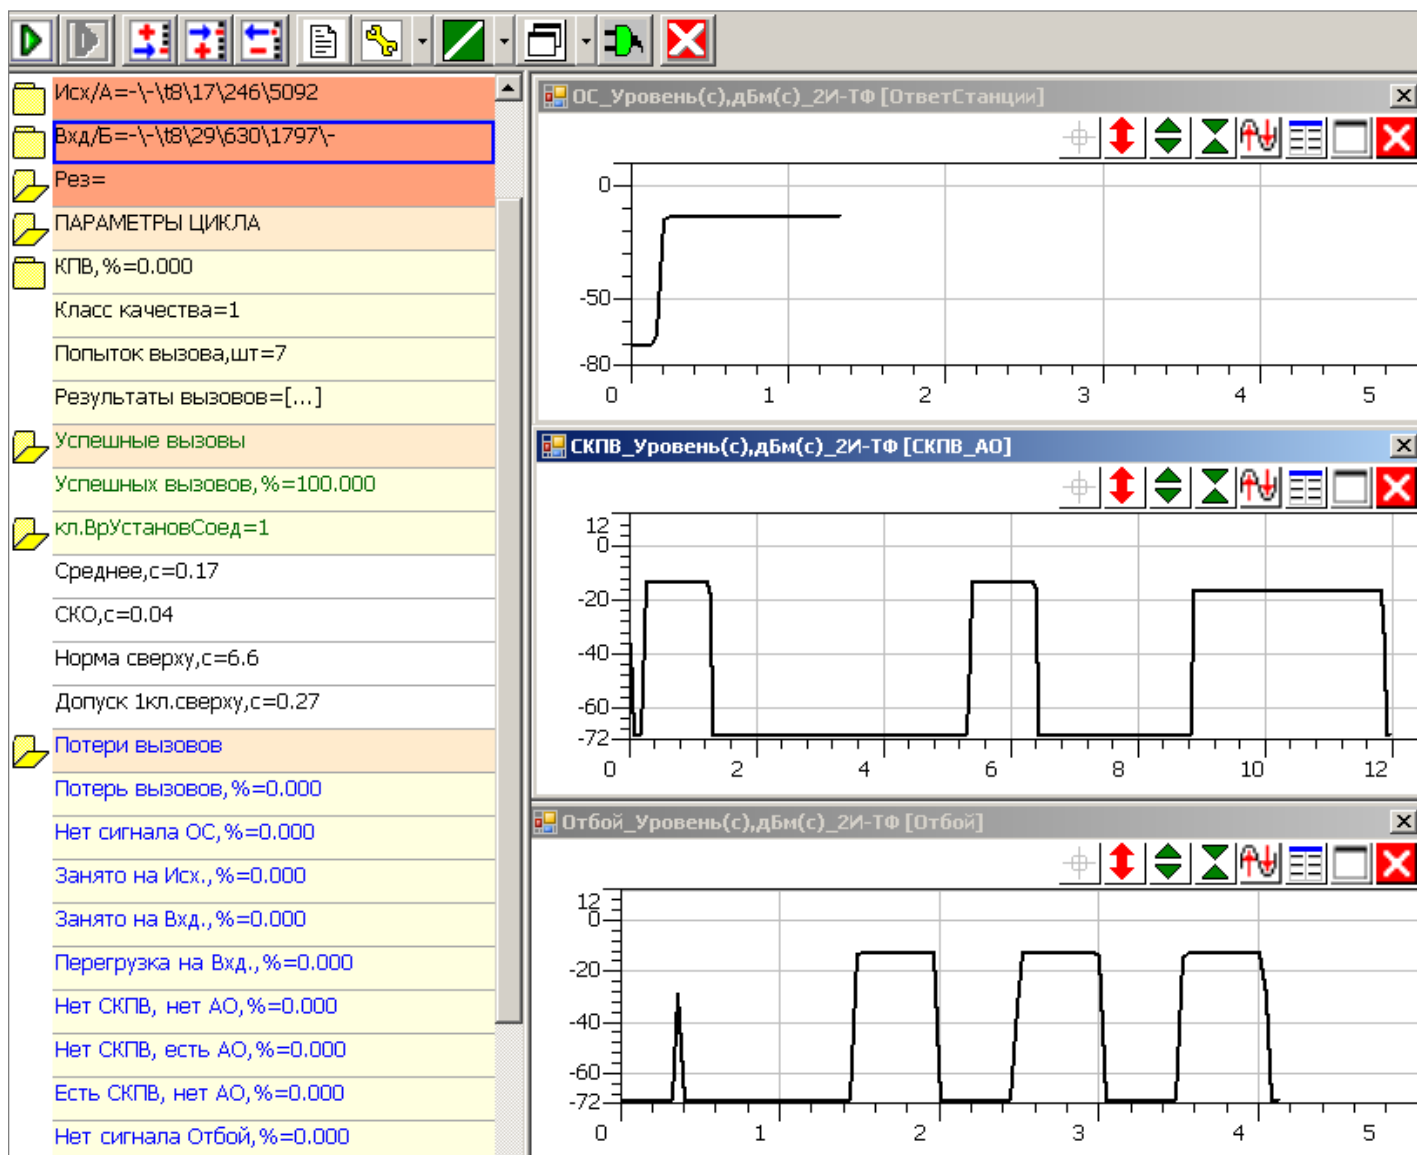 Исх/А=-\-\t8\17\246\5092
Вхд/Б=-\-\t8\29\630\1797\-
Рез=
ПАРАМЕТРЫ ЦИКЛА
КПВ,%=0.000
Класс качества=1
Попыток вызова,шт=7
Результаты вызовов=[...]
Успешные вызовы
Успешных вызовов,%=100.000
кл.ВрУстановСоед=1
Среднее,с=0.17
СКО,с=0.04
Норма сверху,с=6.6
Допуск 1кл.сверху,с=0.27
Потери вызовов
Потерь вызовов,%=0.000
Нет сигнала ОС,%=0.000
Занято на Исх.,%=0.000
Занято на Вхд.,%=0.000
Перегрузка на Вхд.,%=0.000
Нет СКПВ, нет АО,%=0.000
Нет СКПВ, есть АО,%=0.000
Есть СКПВ, нет АО,%=0.000
Нет сигнала Отбой,%=0.000
ОС_Уровень(с),дБм(с)_2И-ТФ [ОтветСтанции]
0
-50
-80
0 1 2 3 4 5
СКПВ_Уровень(с),дБм(с)_2И-ТФ [СКПВ_АО]
12
0
-20
-40
-60
-72
0 2 4 6 8 10 12
Отбой_Уровень(с),дБм(с)_2И-ТФ [Отбой]
12
0
-20
-40
-60
-72
0 1 2 3 4 5